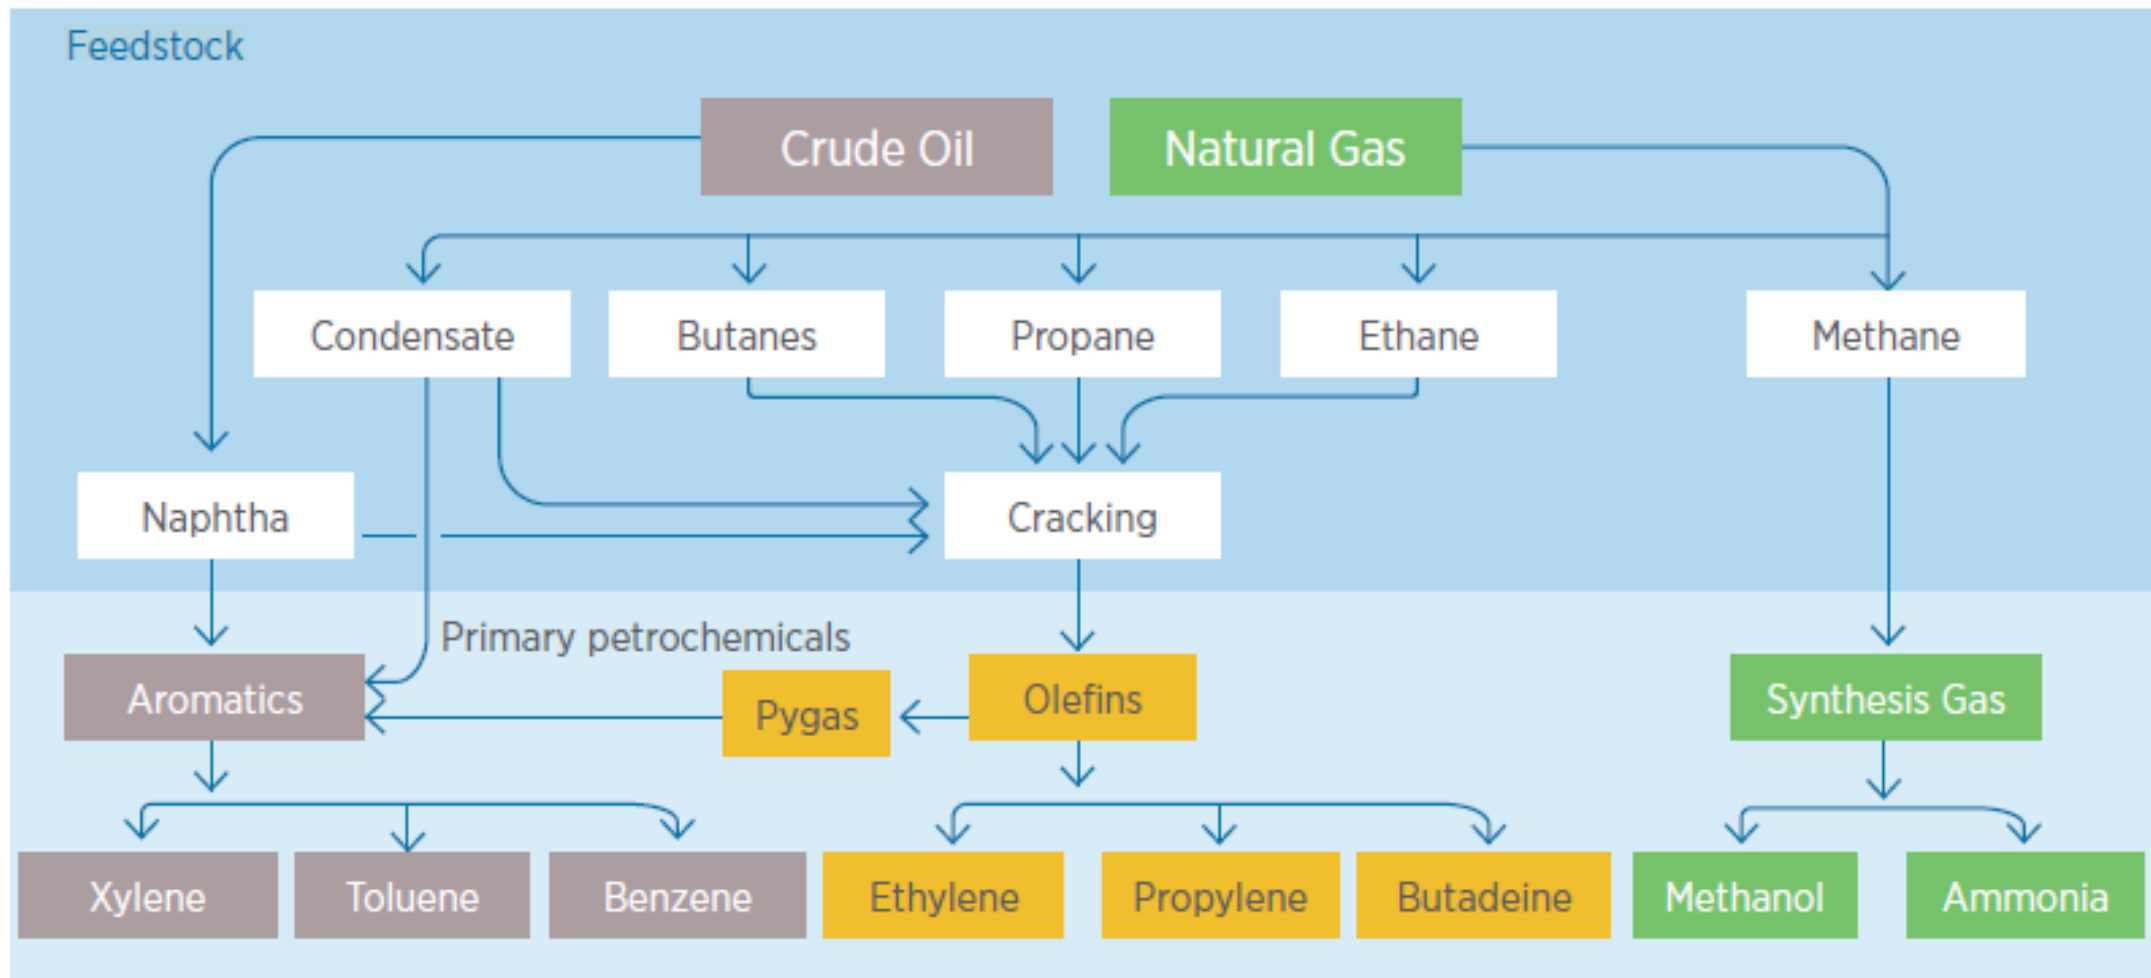 Feedstock
Crude Oil
Natural Gas
Condensate
Butanes
Propane
Ethane
Methane
Naphtha
Cracking
Primary petrochemicals
Aromatics
Pygas
Olefins
Synthesis Gas
Xylene
Toluene
Benzene
Ethylene
Propylene
Butadeine
Methanol
Ammonia